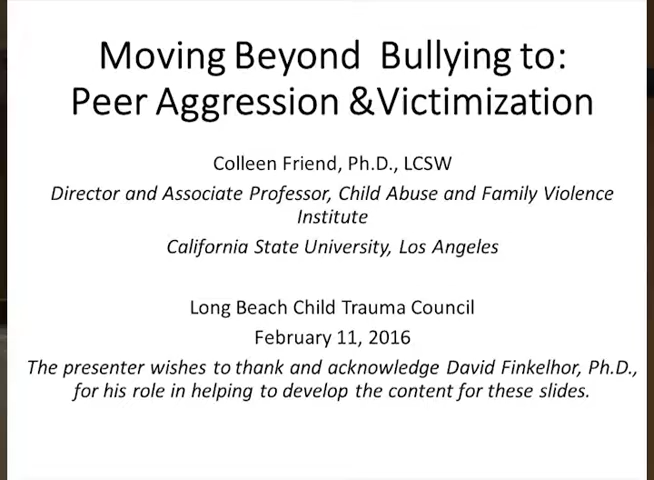 Moving Beyond  Bullying to:
Peer Aggression &Victimization
Colleen Friend, Ph.D., LCSW
Director and Associate Professor, Child Abuse and Family Violence
Institute
California State University, Los Angeles
Long Beach Child Trauma Council
February 11, 2016
The presenter wishes to thank and acknowledge David Finkelhor, Ph.D.,
for his role in helping to develop the content for these slides.